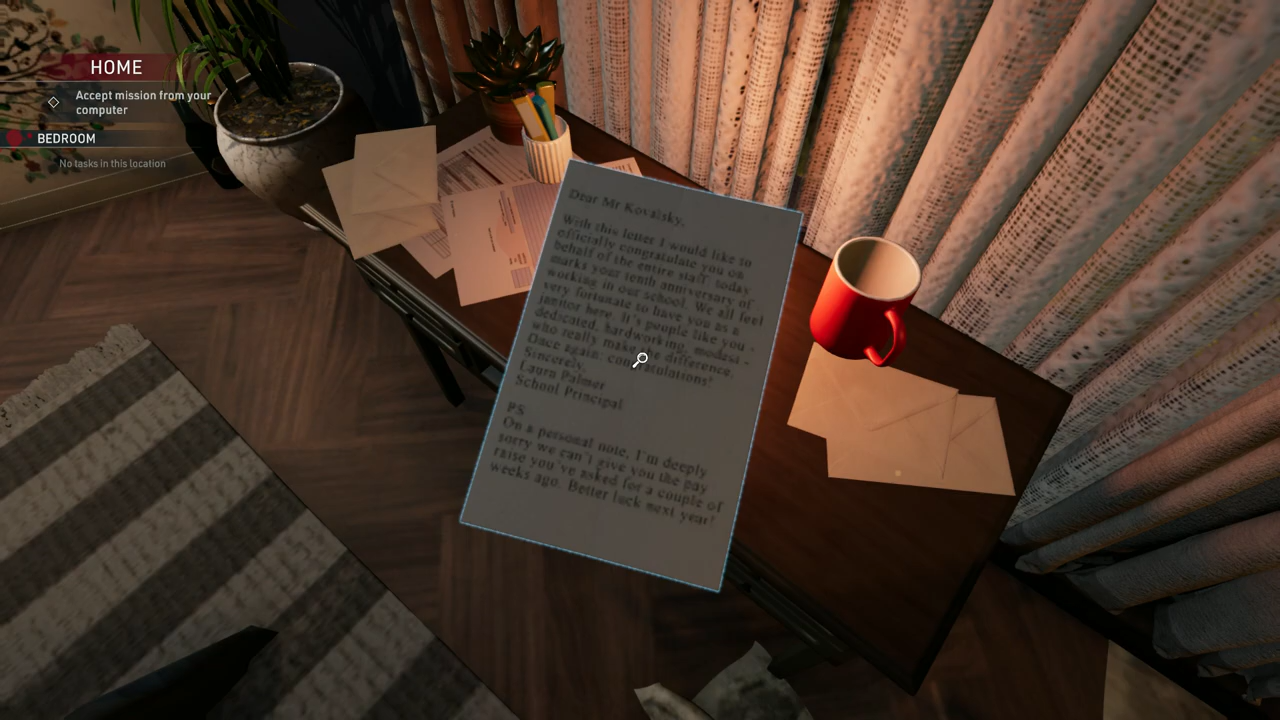 HOME
Accept mission from your
computer
BEDROOM
No tasks in this location
Dear Mr Kovalsky,
With this letter I would like to
officially congratulate you on
behalf of the entire staff: today
marks your tenth anniversary of
working in our school. We all feel
very fortunate to have you as a
janitor here. It's people like you -
dedicated, hardworking, modest -
who really make the difference.
Once again: congratulations!
Sincerely,
Laura Palmer
School Principal
PS
On a personal note, I'm deeply
sorry we can't give you the pay
raise you've asked for a couple of
weeks ago. Better luck next year!